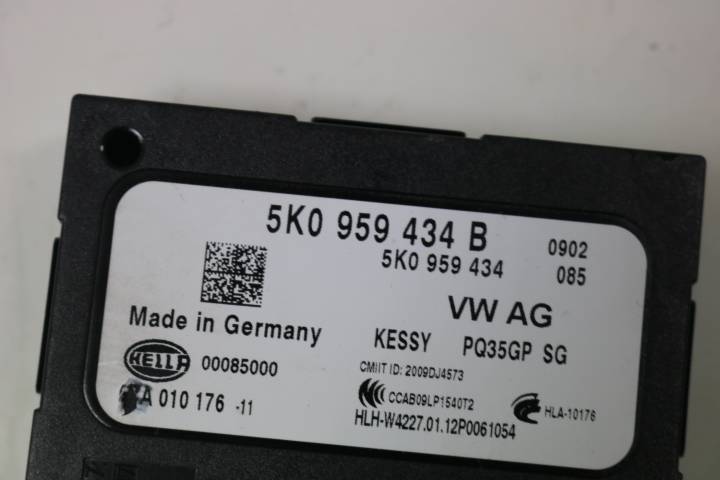 5K0 959 434 B
5K0 959 434
0902
085
VW AG
Made in Germany
KESSY PQ35GP SG
HELLA 00085000
CMIIT ID: 2009DJ4573
CCC CCAB09LP1540T2
HLA-10176
A 010 176 -11
HLH-W4227.01.12P0061054